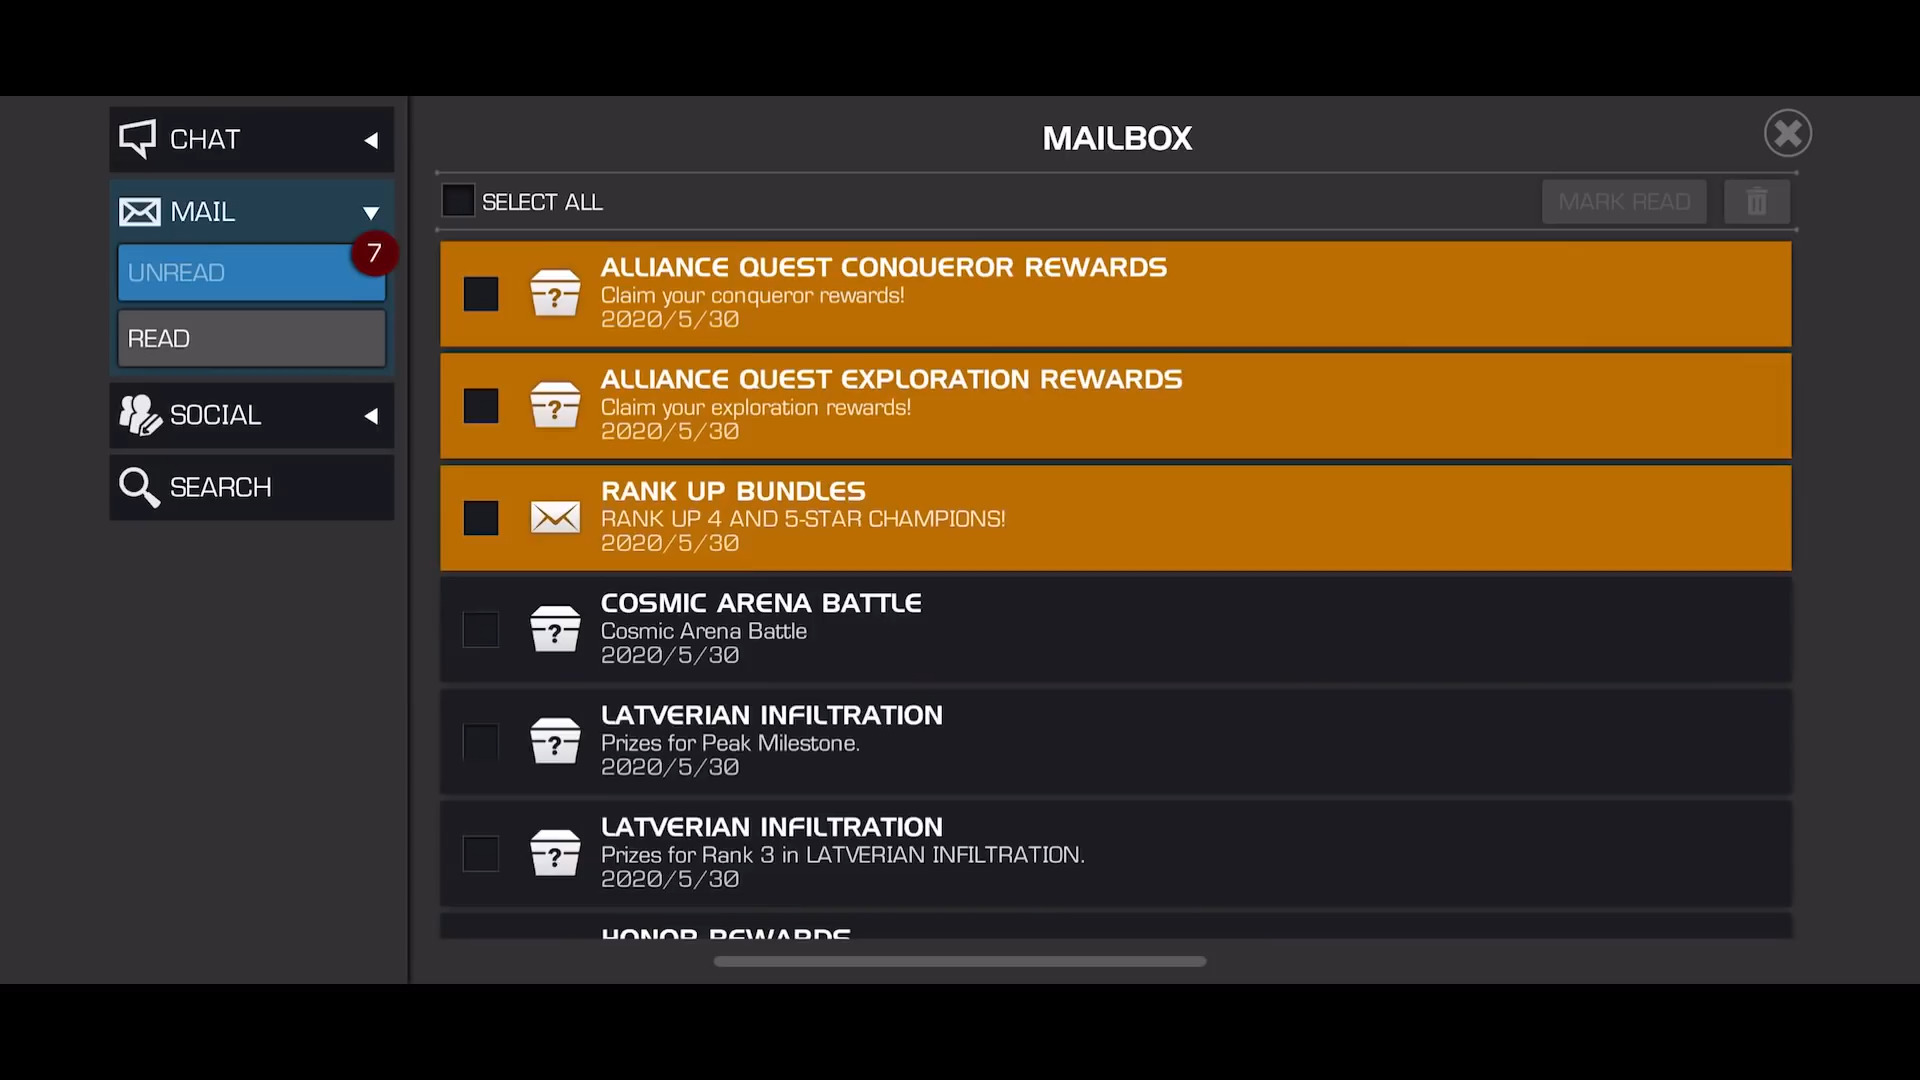 CHAT
MAIL
7
UNREAD
READ
SOCIAL
SEARCH
MAILBOX
SELECT ALL
MARK READ
ALLIANCE QUEST CONQUEROR REWARDS
Claim your conqueror rewards!
2020/5/30
ALLIANCE QUEST EXPLORATION REWARDS
Claim your exploration rewards!
2020/5/30
RANK UP BUNDLES
RANK UP 4 AND 5-STAR CHAMPIONS!
2020/5/30
COSMIC ARENA BATTLE
Cosmic Arena Battle
2020/5/30
LATVERIAN INFILTRATION
Prizes for Peak Milestone.
2020/5/30
LATVERIAN INFILTRATION
Prizes for Rank 3 in LATVERIAN INFILTRATION.
2020/5/30
HONOR REWARDS